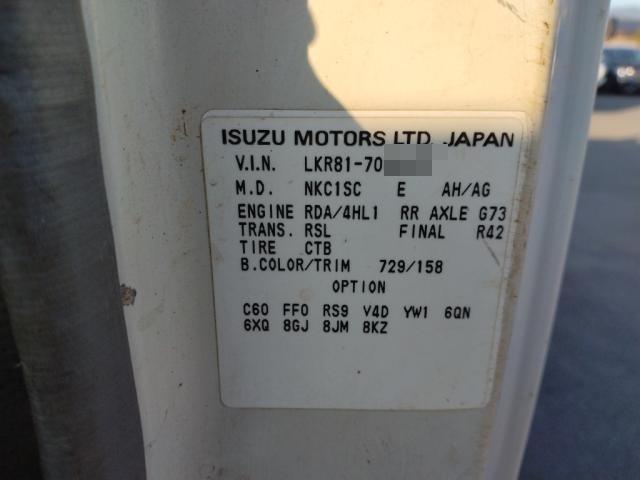 ISUZU MOTORS LTD. JAPAN
V.I.N. LKR81-70
M.D. NKC1SC E AH/AG
ENGINE RDA/4HL1 RR AXLE G73
TRANS. RSL FINAL R42
TIRE CTB
B.COLOR/TRIM 729/158
OPTION
C60 FF0 RS9 V4D YW1 6QN
6XQ 8GJ 8JM 8KZ